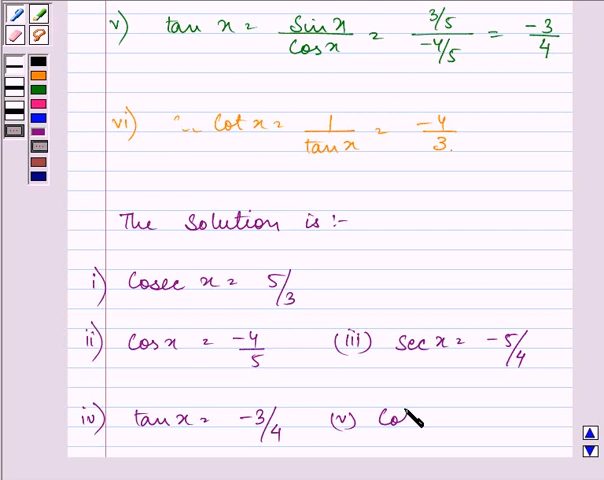 v) tan x = Sin x / Cos x = 3/5 / -4/5 = -3/4
vi) ∴ Cot x = 1 / tan x = -4/3.
The Solution is :-
i) Cosec x = 5/3
ii) Cos x = -4/5 (iii) Sec x = -5/4
iv) tan x = -3/4 (v) Co